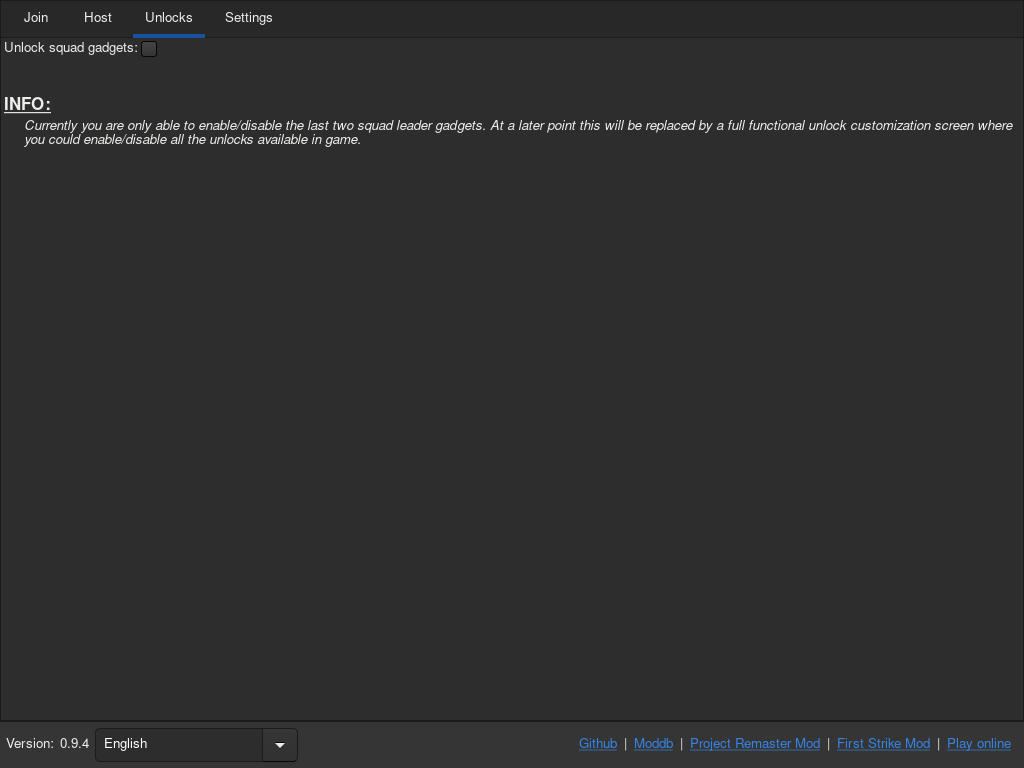 Join Host Unlocks Settings
Unlock squad gadgets:
INFO:
Currently you are only able to enable/disable the last two squad leader gadgets. At a later point this will be replaced by a full functional unlock customization screen where
you could enable/disable all the unlocks available in game.
Version: 0.9.4 English Github | Moddb | Project Remaster Mod | First Strike Mod | Play online